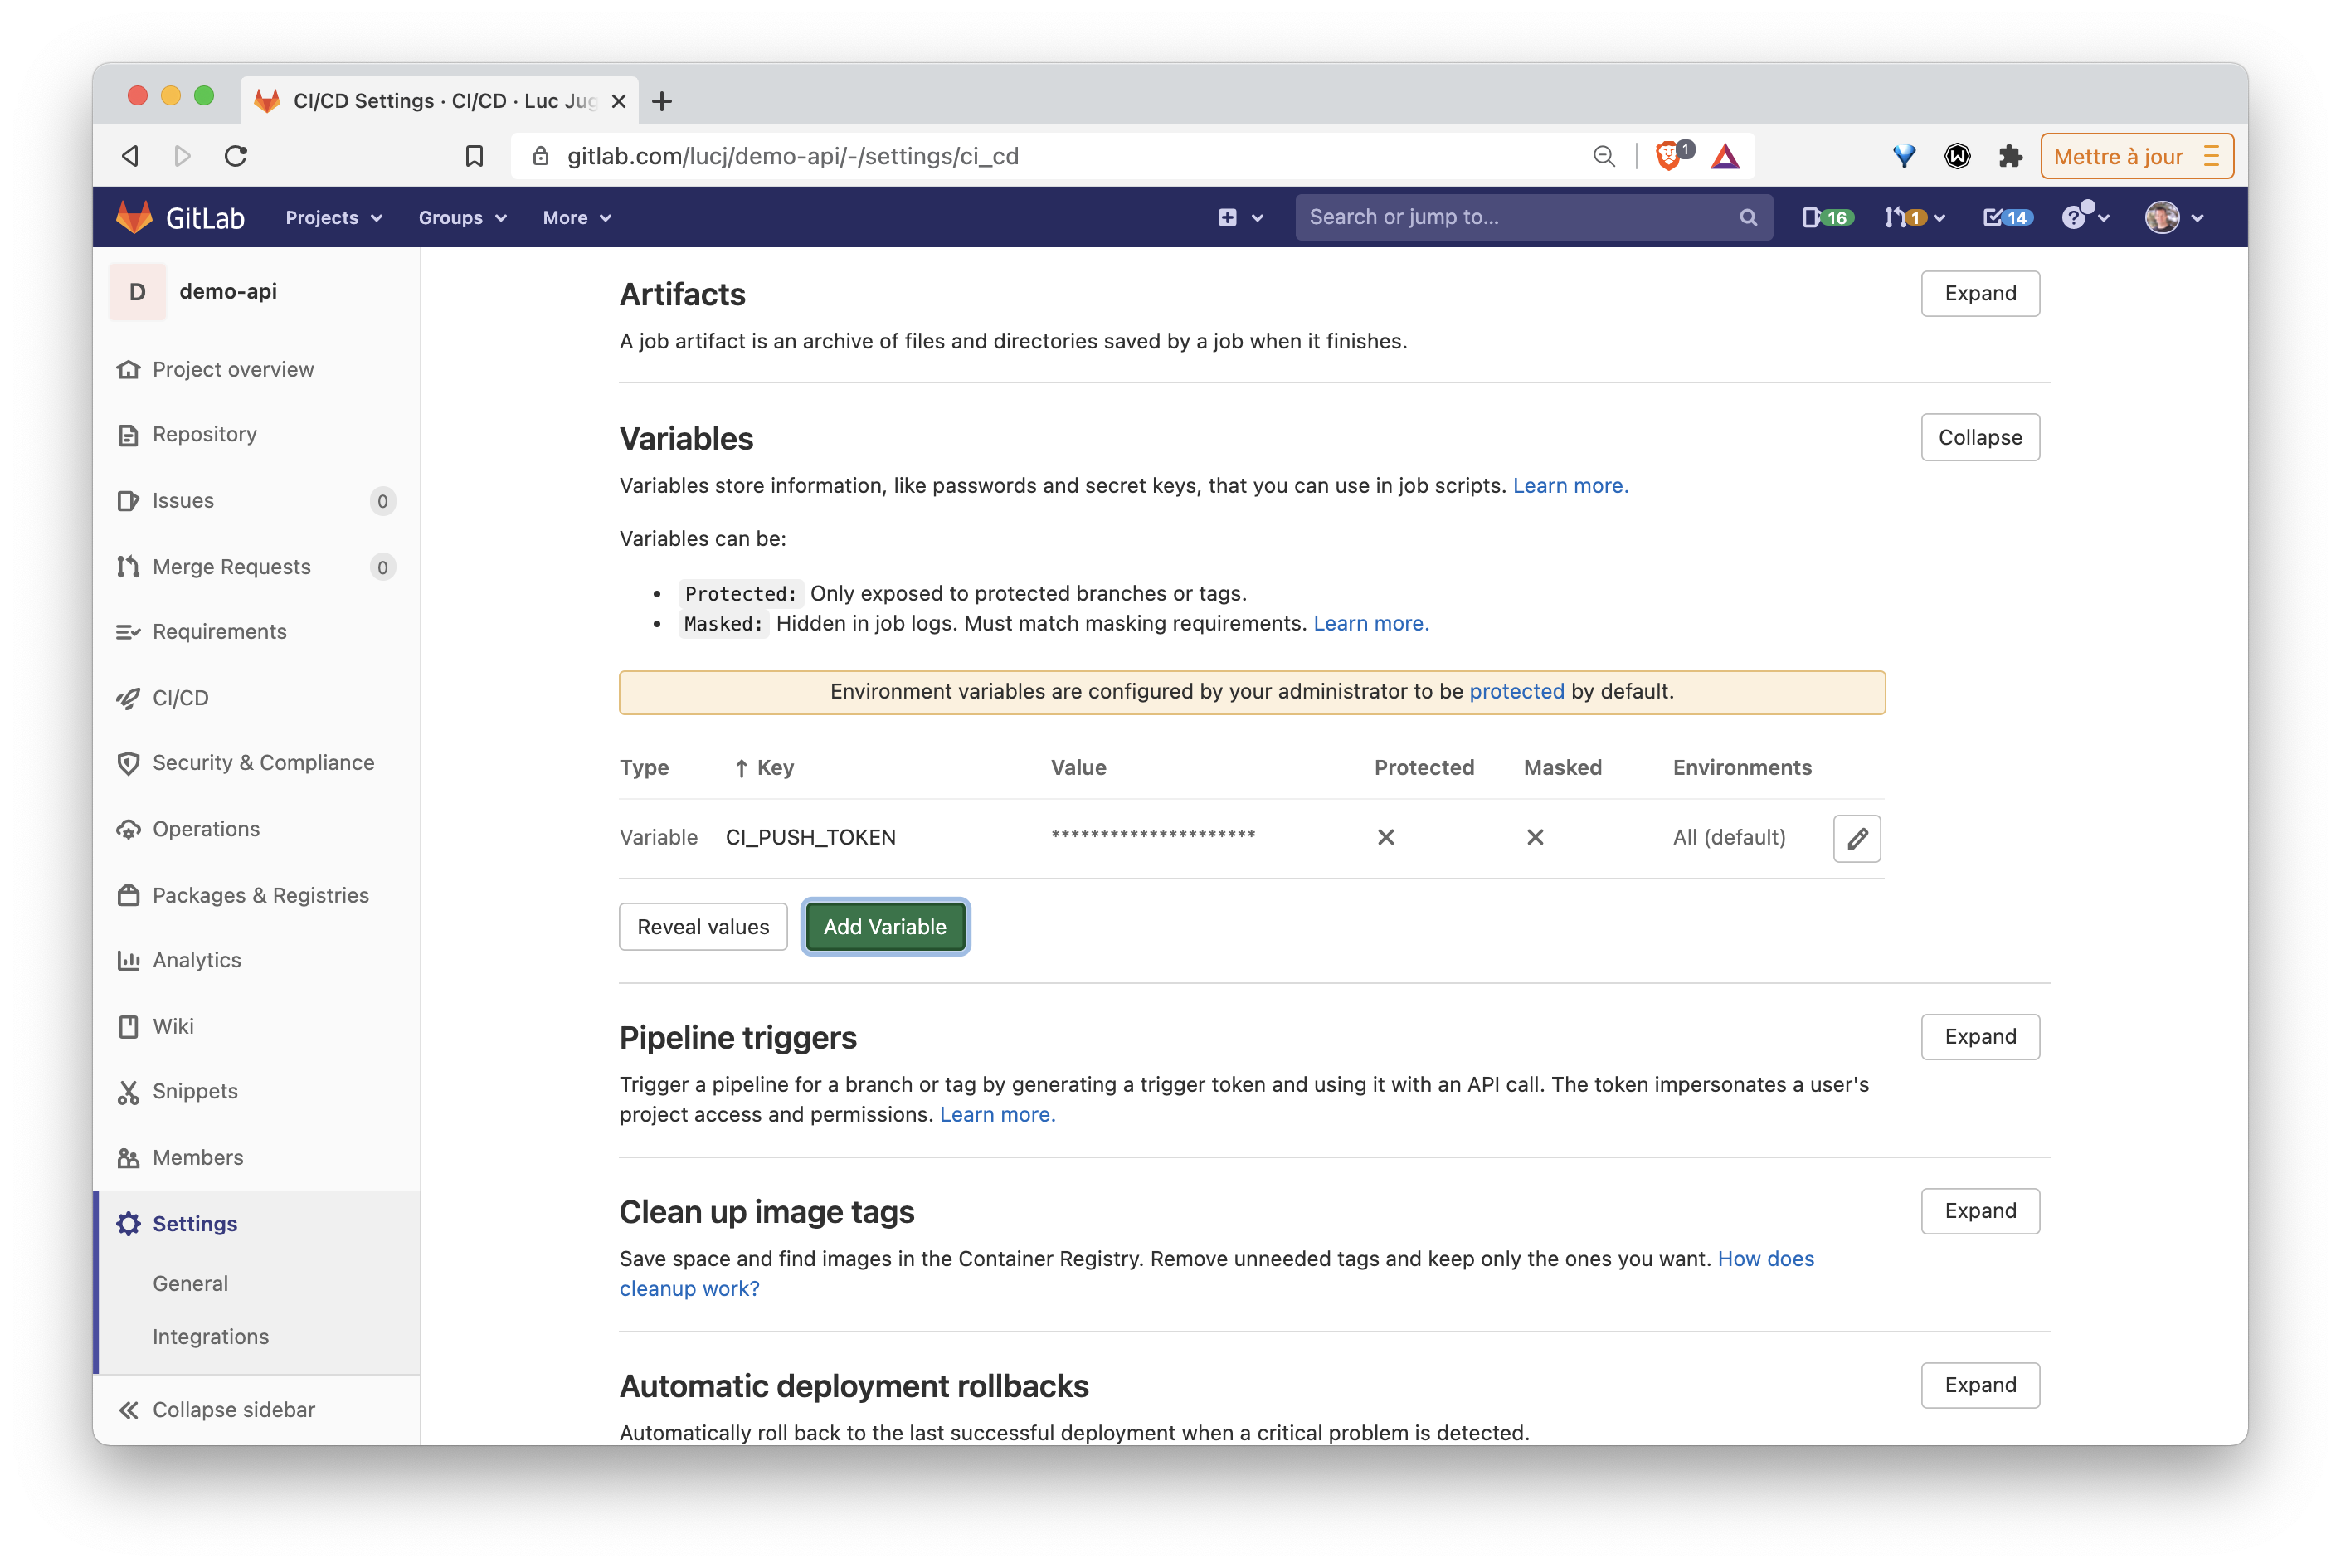 CI/CD Settings · CI/CD · Luc Jug
gitlab.com/lucj/demo-api/-/settings/ci_cd
1
Mettre à jour
GitLab
Projects
Groups
More
Search or jump to...
16
1
14
D
demo-api
Project overview
Repository
Issues
0
Merge Requests
0
Requirements
CI/CD
Security & Compliance
Operations
Packages & Registries
Analytics
Wiki
Snippets
Members
Settings
General
Integrations
Collapse sidebar
Artifacts
Expand
A job artifact is an archive of files and directories saved by a job when it finishes.
Variables
Collapse
Variables store information, like passwords and secret keys, that you can use in job scripts. Learn more.
Variables can be:
• Protected: Only exposed to protected branches or tags.
• Masked: Hidden in job logs. Must match masking requirements. Learn more.
Environment variables are configured by your administrator to be protected by default.
Type ↑ Key Value Protected Masked Environments
Variable CI_PUSH_TOKEN ********************* All (default)
Reveal values
Add Variable
Pipeline triggers
Expand
Trigger a pipeline for a branch or tag by generating a trigger token and using it with an API call. The token impersonates a user's
project access and permissions. Learn more.
Clean up image tags
Expand
Save space and find images in the Container Registry. Remove unneeded tags and keep only the ones you want. How does
cleanup work?
Automatic deployment rollbacks
Expand
Automatically roll back to the last successful deployment when a critical problem is detected.